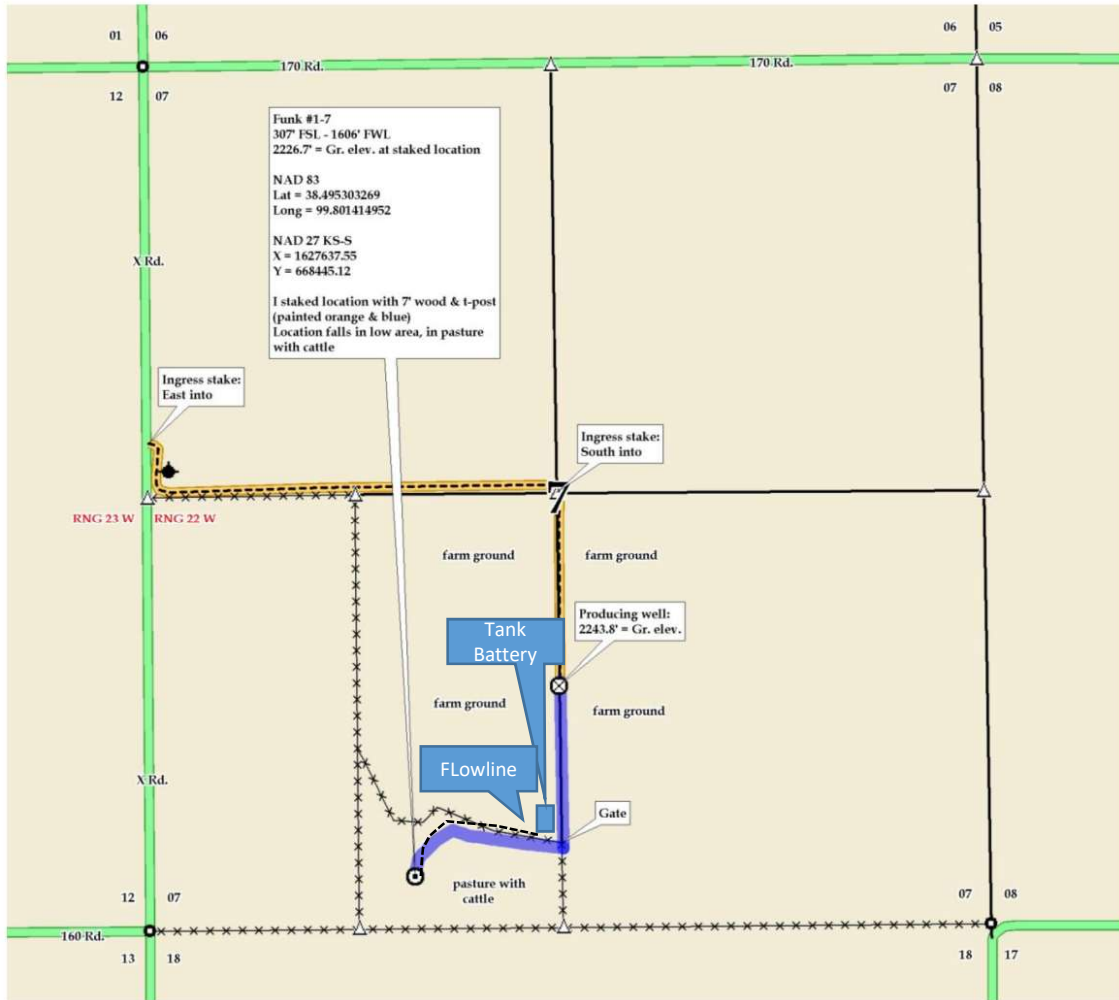 01 06
06 05
170 Rd.
170 Rd.
12 07
07 08
Funk #1-7
307' FSL - 1606' FWL
2226.7' = Gr. elev. at staked location
NAD 83
Lat = 38.495303269
Long = 99.801414952
NAD 27 KS-S
X = 1627637.55
Y = 668445.12
I staked location with 7' wood & t-post
(painted orange & blue)
Location falls in low area, in pasture
with cattle
X Rd.
Ingress stake:
East into
Ingress stake:
South into
7
RNG 23 W RNG 22 W
farm ground
farm ground
Producing well:
2243.8' = Gr. elev.
Tank
Battery
farm ground
farm ground
FLowline
X Rd.
Gate
pasture with
cattle
12 07
07 08
160 Rd.
13 18
18 17